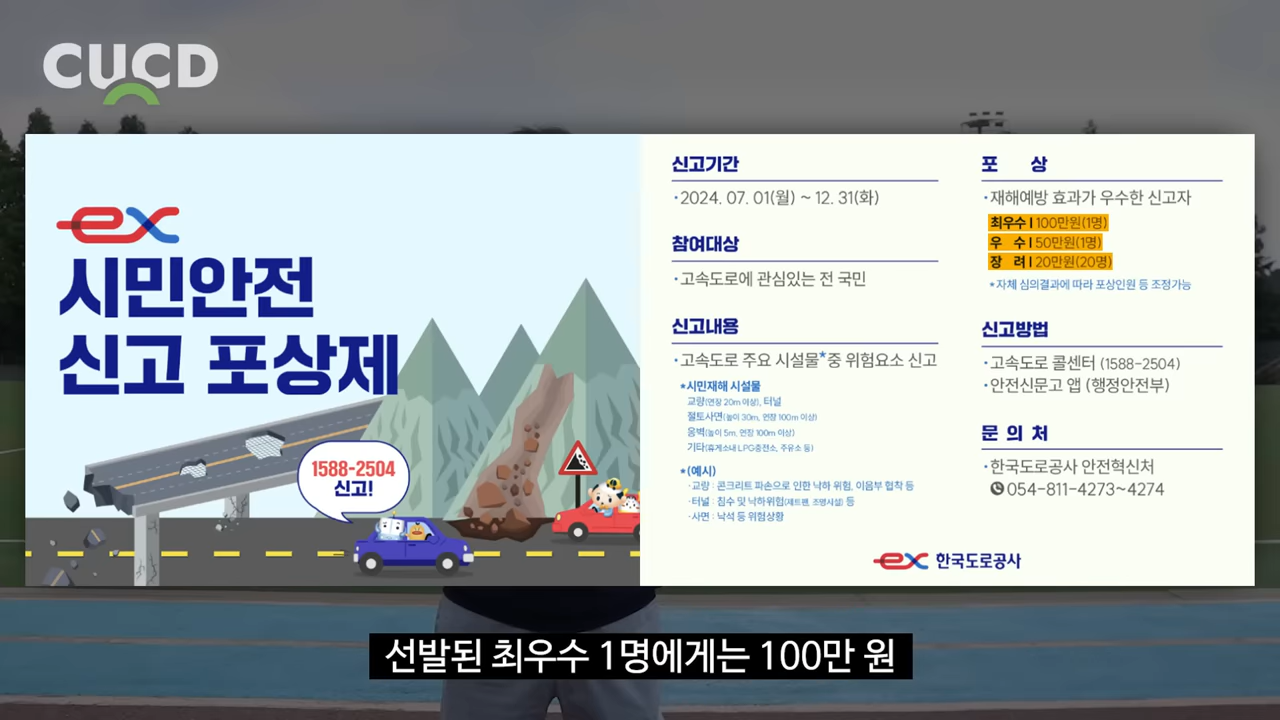 CUCD
ex
시민안전
신고 포상제
1588-2504
신고!
신고기간
·2024. 07. 01(월) ~ 12. 31(화)
참여대상
·고속도로에 관심있는 전 국민
신고내용
·고속도로 주요 시설물*중 위험요소 신고
*시민재해 시설물
교량(연장 20m 이상), 터널
절토사면(높이 30m, 연장 100m 이상)
옹벽(높이 5m, 연장 100m 이상)
기타(휴게소내 LPG충전소, 주유소 등)
*(예시)
·교량 : 콘크리트 파손으로 인한 낙하 위험, 이음부 협착 등
·터널 : 침수 및 낙하위험(제트팬, 조명시설) 등
·사면 : 낙석 등 위험상황
포 상
·재해예방 효과가 우수한 신고자
최우수 | 100만원(1명)
우 수 | 50만원(1명)
장 려 | 20만원(20명)
*자체 심의결과에 따라 포상인원 등 조정가능
신고방법
·고속도로 콜센터 (1588-2504)
·안전신문고 앱 (행정안전부)
문 의 처
·한국도로공사 안전혁신처
054-811-4273~4274
ex 한국도로공사
선발된 최우수 1명에게는 100만 원